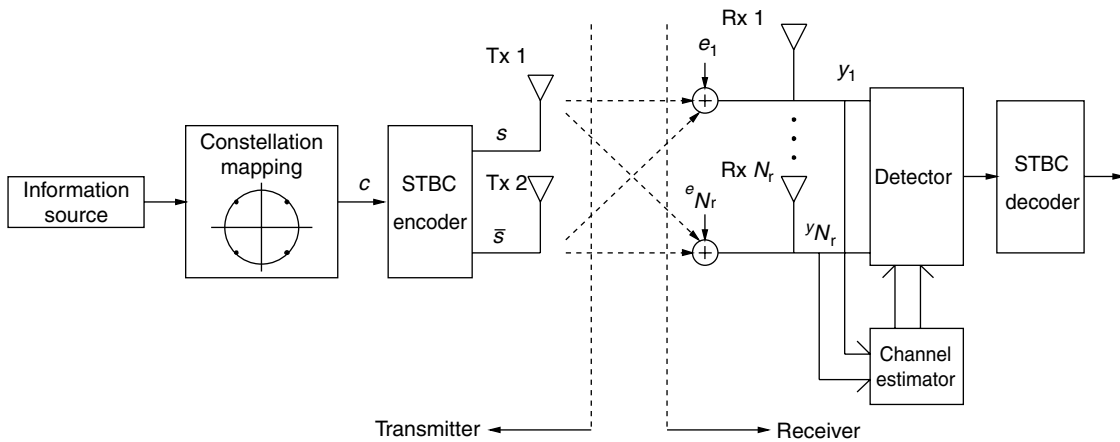 Information
source
Constellation
mapping
c
STBC
encoder
s
s̄
Tx 1
Tx 2
e1
eNr
+
+
Rx 1
Rx Nr
y1
yNr
Detector
STBC
decoder
Channel
estimator
Transmitter
Receiver